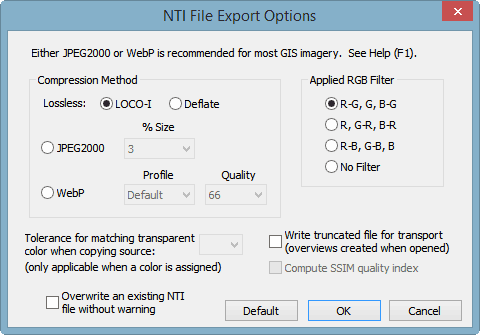 NTI File Export Options
Either JPEG2000 or WebP is recommended for most GIS imagery. See Help (F1).
Compression Method
Lossless: LOCO-I Deflate
% Size
JPEG2000 3
Profile Quality
WebP Default 66
Applied RGB Filter
R-G, G, B-G
R, G-R, B-R
R-B, G-B, B
No Filter
Tolerance for matching transparent
color when copying source:
(only applicable when a color is assigned)
Write truncated file for transport
(overviews created when opened)
Compute SSIM quality index
Overwrite an existing NTI
file without warning
Default OK Cancel